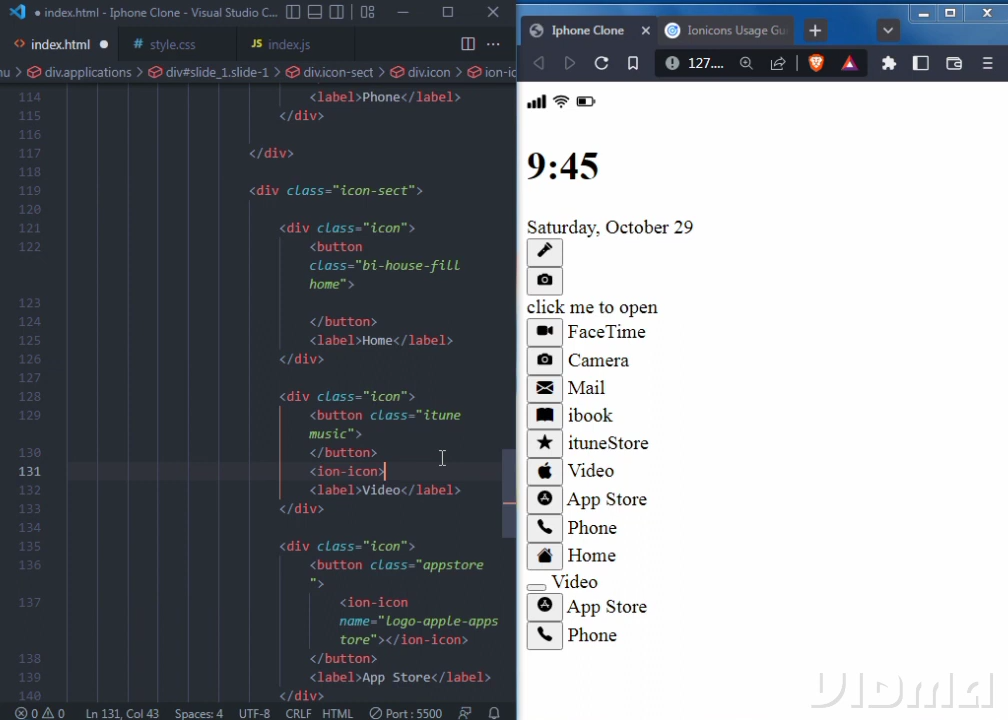 index.html - Iphone Clone - Visual Studio C...
index.html
style.css
JS index.js
nu > div.applications > div#slide_1.slide-1 > div.icon-sect > div.icon > ion-ic
114 <label>Phone</label>
115 </div>
116
117 </div>
118
119 <div class="icon-sect">
120
121 <div class="icon">
122 <button
class="bi-house-fill
home">
123
124 </button>
125 <label>Home</label>
126 </div>
127
128 <div class="icon">
129 <button class="itune
music">
130 </button>
131 <ion-icon>
132 <label>Video</label>
133 </div>
134
135 <div class="icon">
136 <button class="appstore
">
137 <ion-icon
name="logo-apple-apps
tore"></ion-icon>
138 </button>
139 <label>App Store</label>
140 </div>
0 0 Ln 131, Col 43 Spaces: 4 UTF-8 CRLF HTML Port : 5500
Iphone Clone
Ionicons Usage Gu
127....
9:45
Saturday, October 29
click me to open
FaceTime
Camera
Mail
ibook
ituneStore
Video
App Store
Phone
Home
Video
App Store
Phone
VIDMA